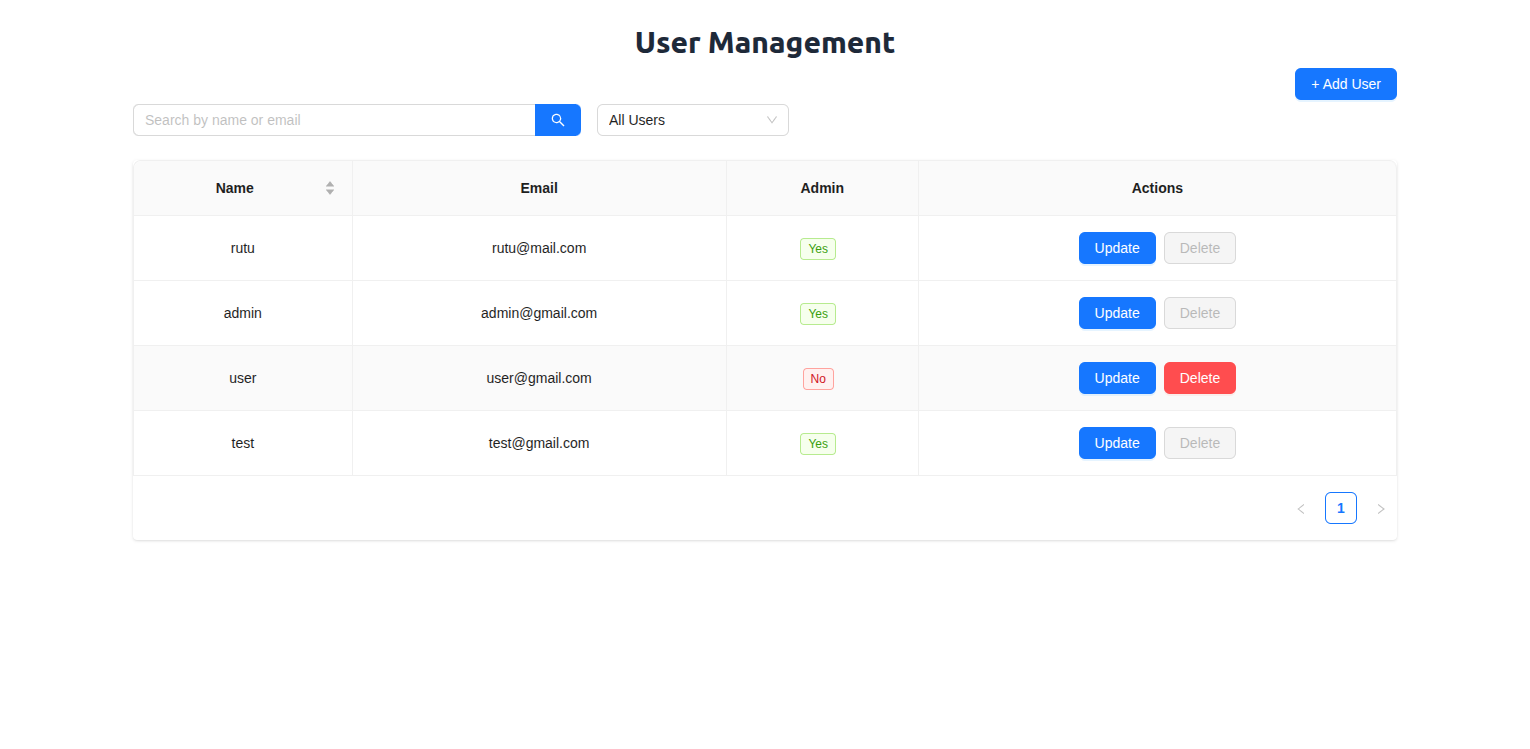 User Management
+ Add User
Search by name or email
All Users
Name Email Admin Actions
rutu rutu@mail.com Yes Update Delete
admin admin@gmail.com Yes Update Delete
user user@gmail.com No Update Delete
test test@gmail.com Yes Update Delete
1